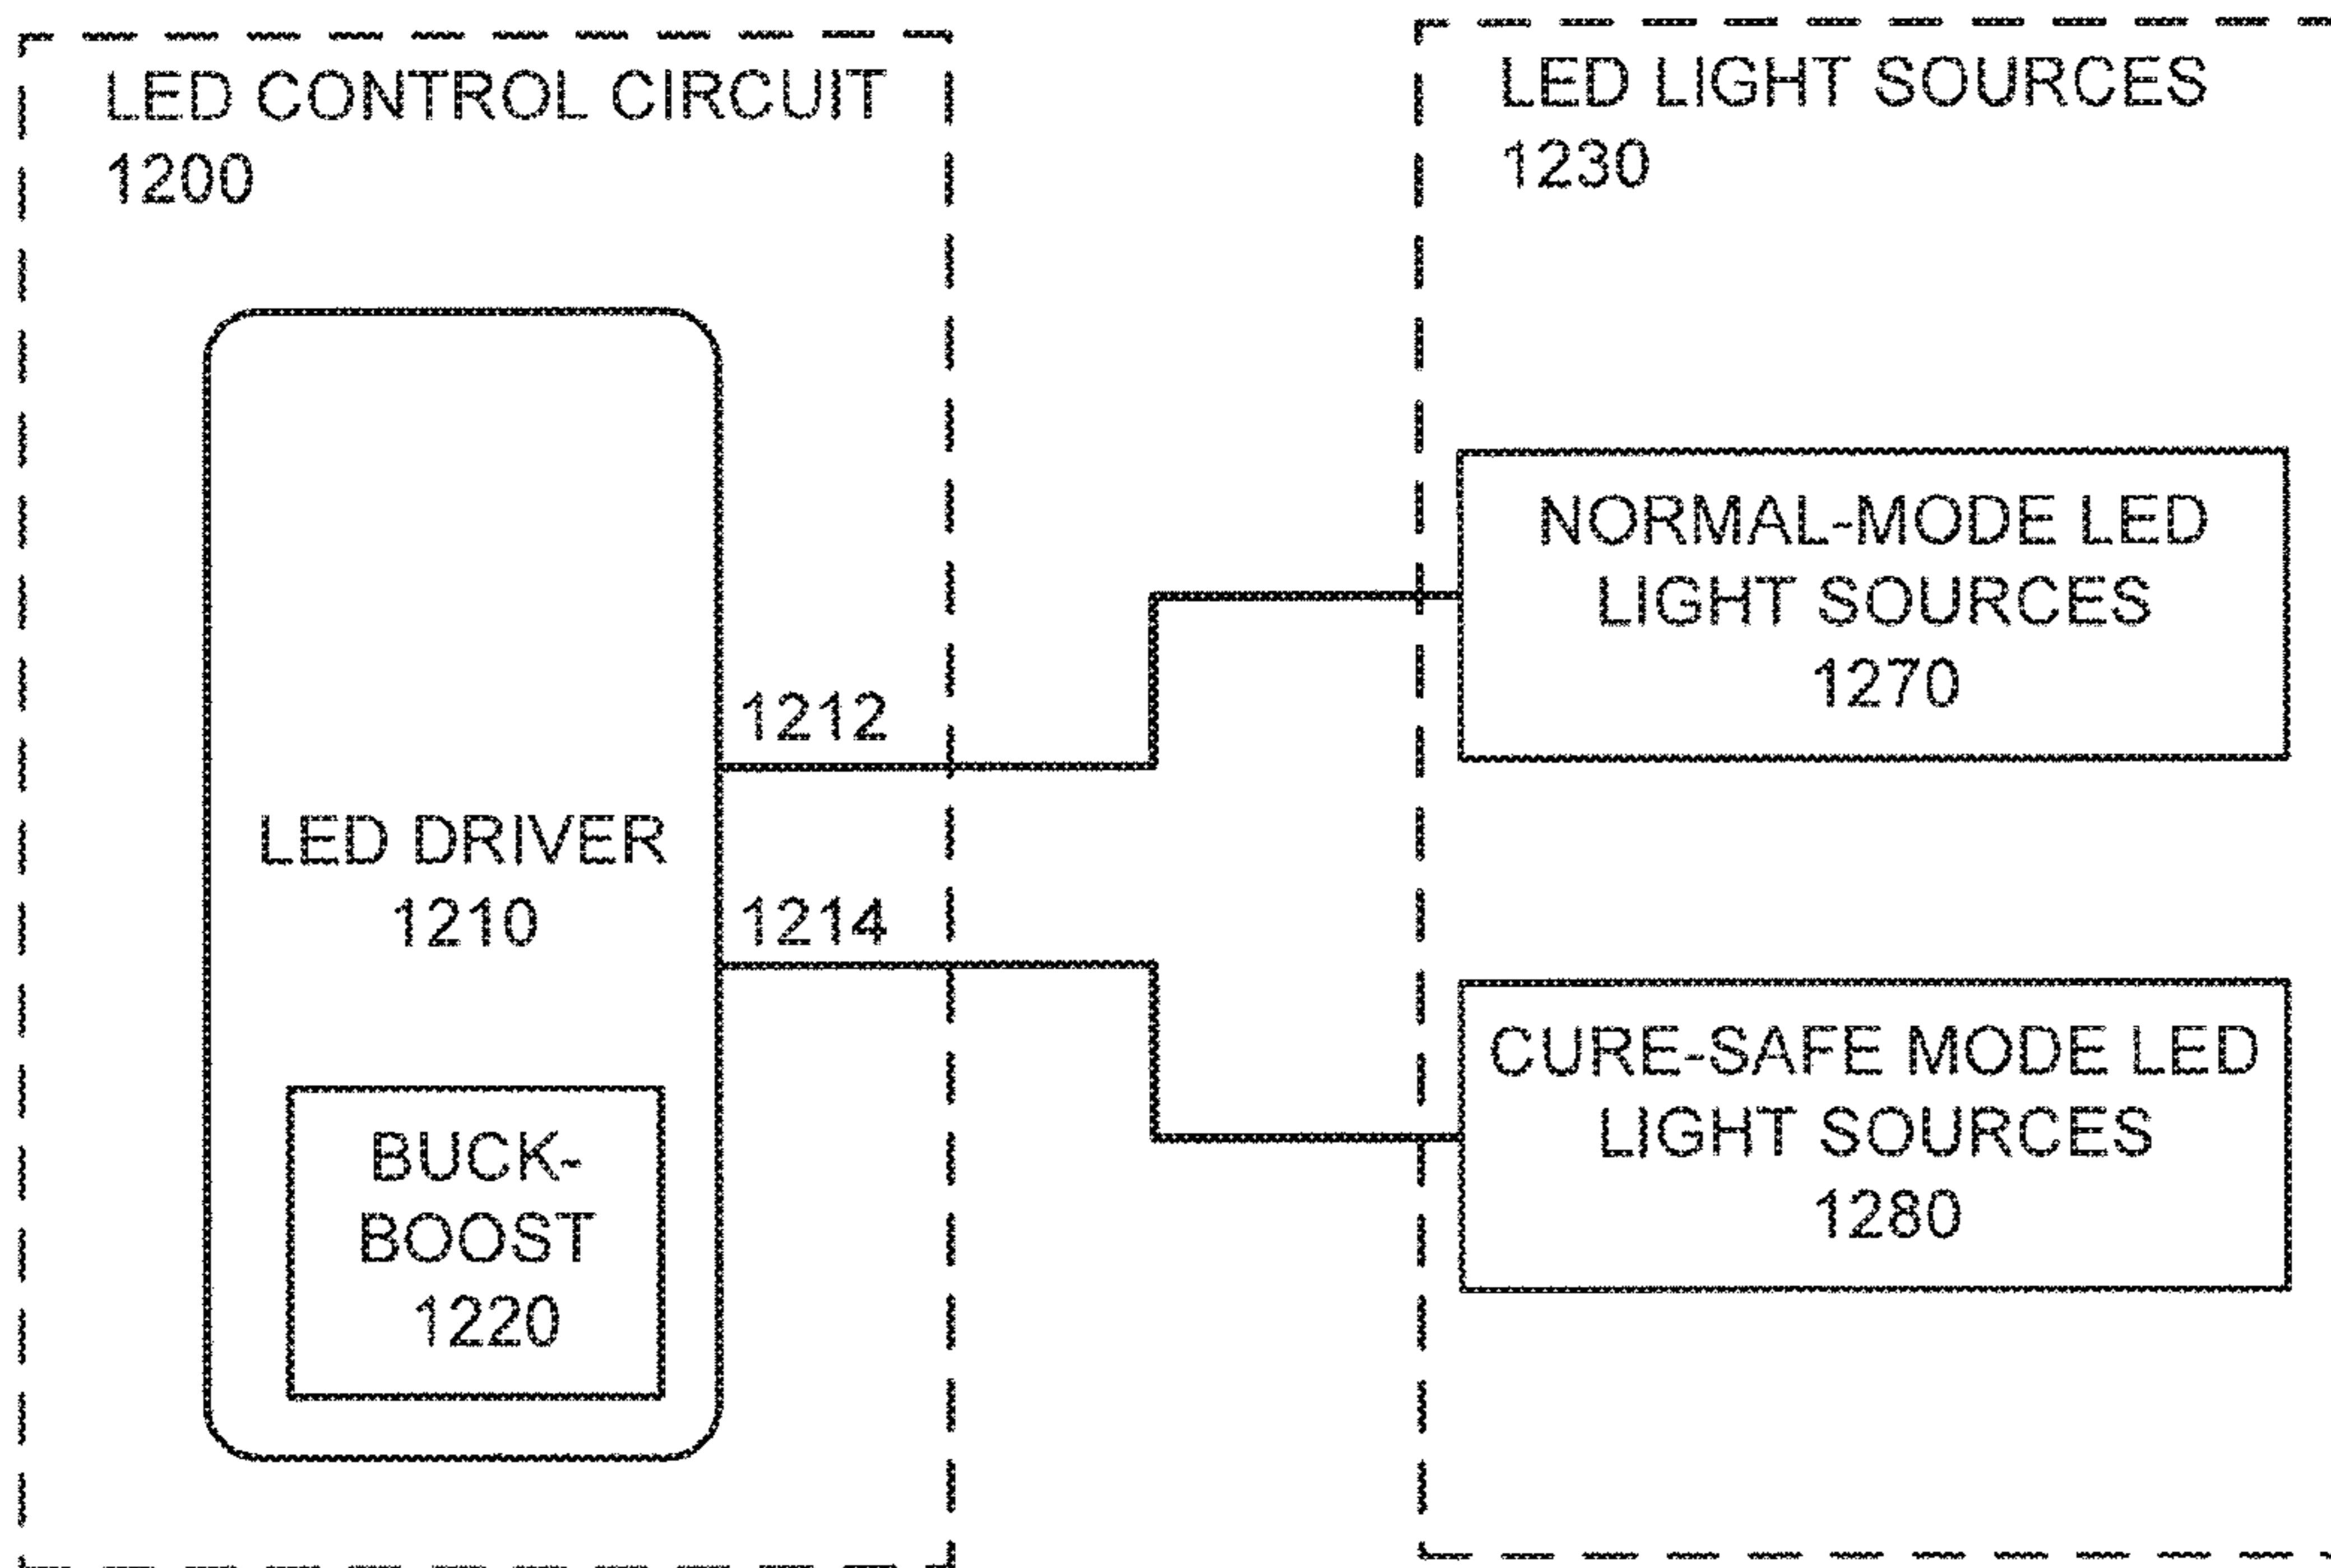 LED CONTROL CIRCUIT
1200
LED DRIVER
1210
BUCK-
BOOST
1220
1212
1214
LED LIGHT SOURCES
1230
NORMAL-MODE LED
LIGHT SOURCES
1270
CURE-SAFE MODE LED
LIGHT SOURCES
1280